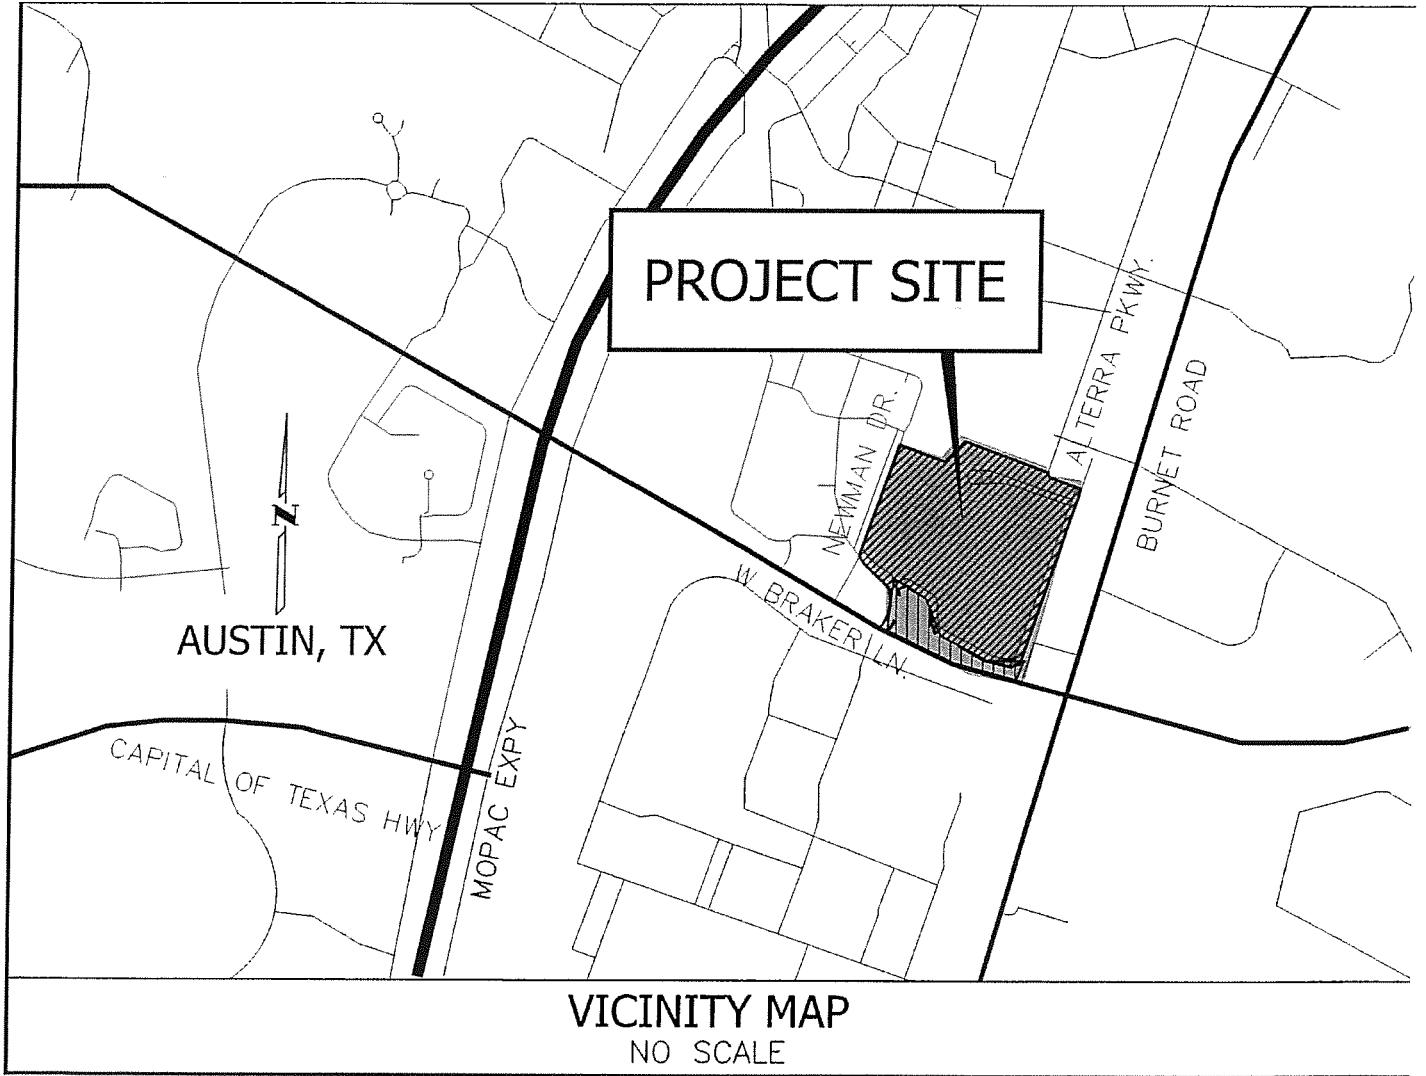 PROJECT SITE
ALTERRA PKWY.
BURNET ROAD
NEWMAN DR.
W. BRAKER LN.
N
AUSTIN, TX
CAPITAL OF TEXAS HWY
MOPAC EXPY
VICINITY MAP
NO SCALE